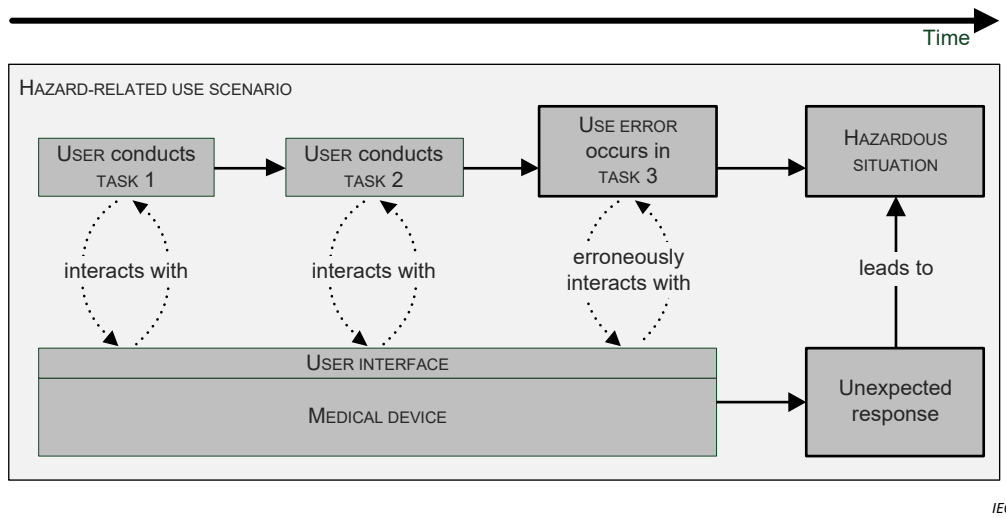 Time
HAZARD-RELATED USE SCENARIO
USER conducts
TASK 1
USER conducts
TASK 2
USE ERROR
occurs in
TASK 3
HAZARDOUS
SITUATION
interacts with
interacts with
erroneously
interacts with
leads to
USER INTERFACE
MEDICAL DEVICE
Unexpected
response